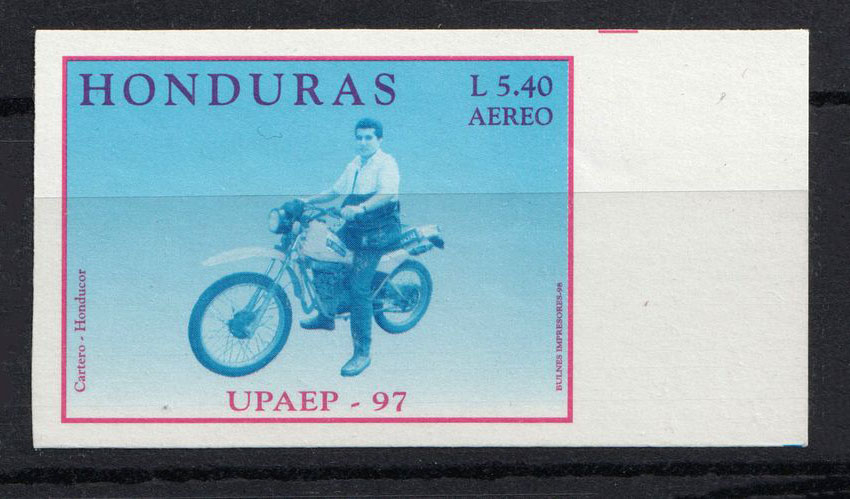 HONDURAS
L 5.40
AEREO
Cartero - Honducor
BULNES IMPRESORES-98
UPAEP - 97